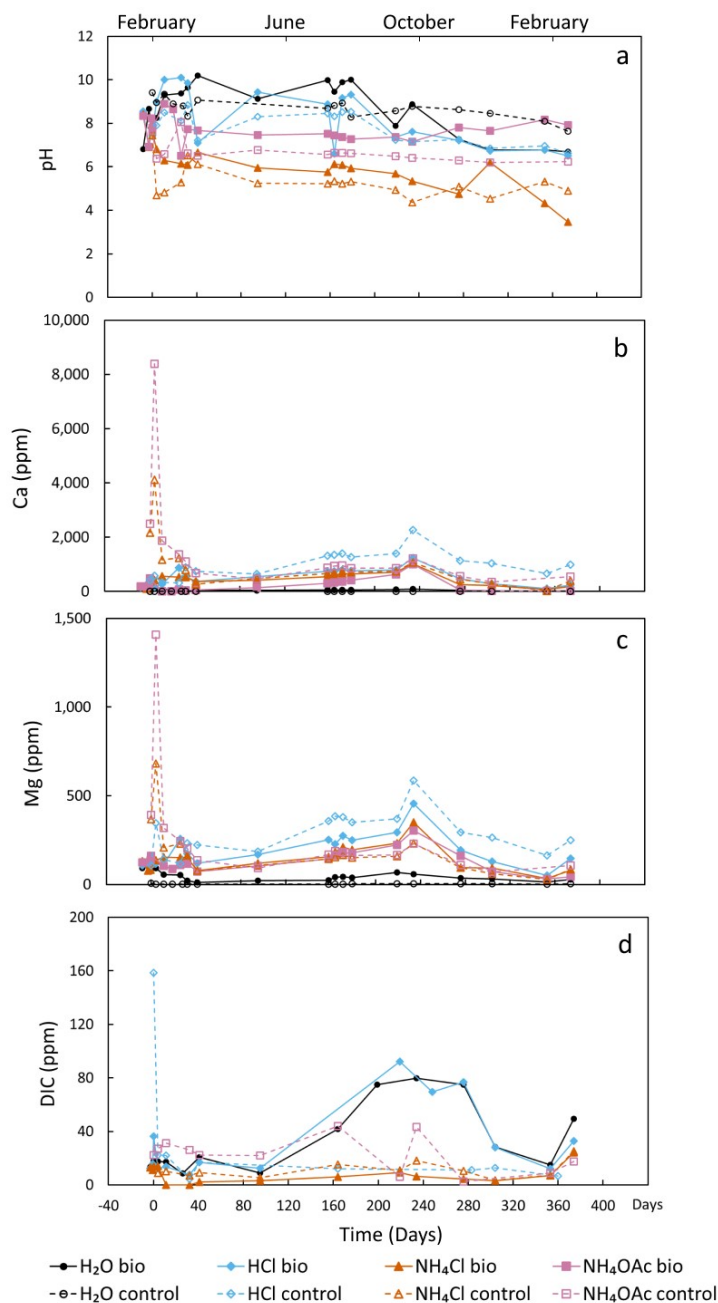 February June October February
a
12
10
8
6
4
2
0
pH
b
10,000
8,000
6,000
4,000
2,000
0
Ca (ppm)
c
1,500
1,000
500
0
Mg (ppm)
d
200
160
120
80
40
0
DIC (ppm)
-40 0 40 80 120 160 200 240 280 320 360 400 Days
Time (Days)
H₂O bio HCl bio NH₄Cl bio NH₄OAc bio
H₂O control HCl control NH₄Cl control NH₄OAc control